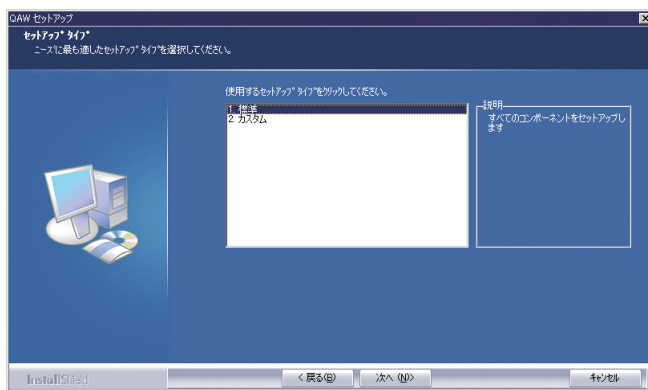 QAW セットアップ
セットアップ タイプ
ニーズに最も適したセットアップ タイプを選択してください。
使用するセットアップ タイプをクリックしてください。
1. 標準
2. カスタム
説明
すべてのコンポーネントをセットアップし
ます
InstallShield
< 戻る(B)
次へ (N)>
キャンセル